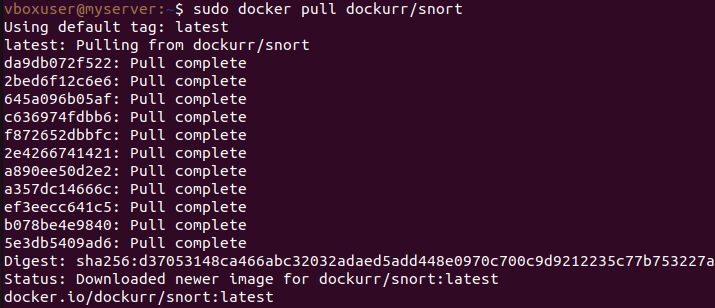 vboxuser@myserver:~$ sudo docker pull dockurr/snort
Using default tag: latest
latest: Pulling from dockurr/snort
da9db072f522: Pull complete
2bed6f12c6e6: Pull complete
645a096b05af: Pull complete
c636974fdbb6: Pull complete
f872652dbbfc: Pull complete
2e4266741421: Pull complete
a890ee50d2e2: Pull complete
a357dc14666c: Pull complete
ef3eecc641c5: Pull complete
b078be4e9840: Pull complete
5e3db5409ad6: Pull complete
Digest: sha256:d37053148ca466abc32032adaed5add448e0970c700c9d9212235c77b753227a
Status: Downloaded newer image for dockurr/snort:latest
docker.io/dockurr/snort:latest